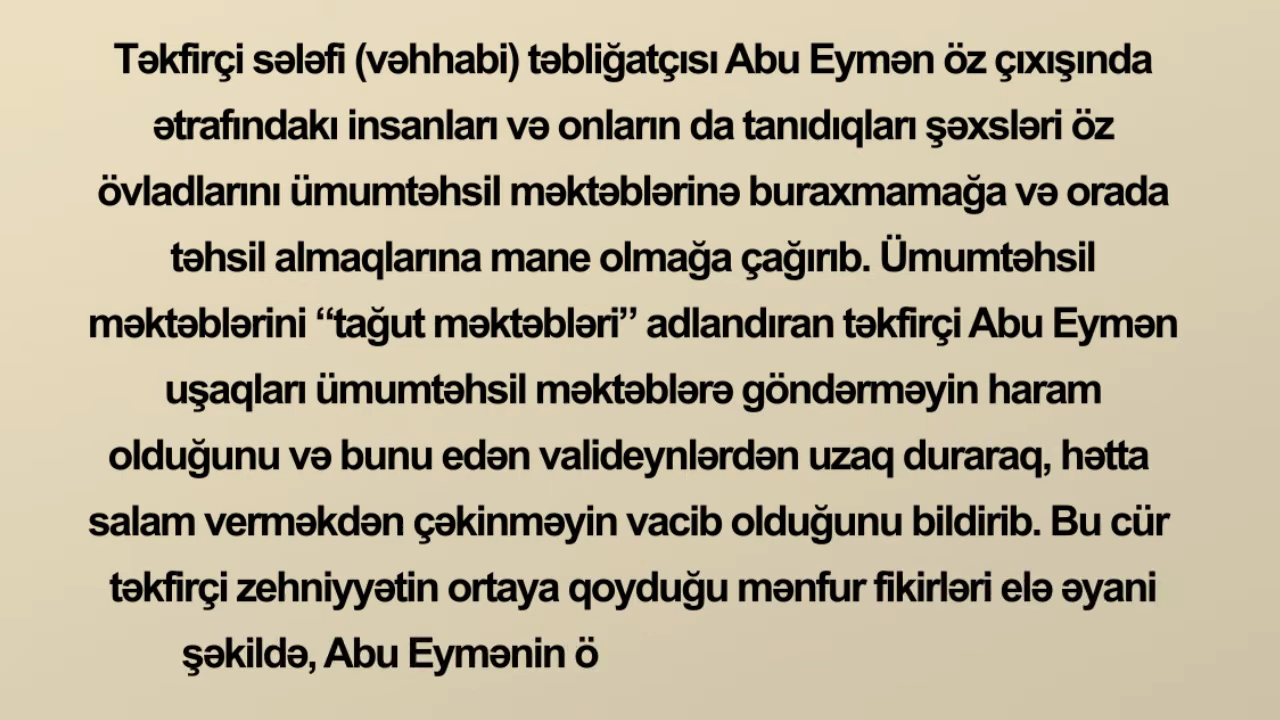 Təkfirçi sələfi (vəhhabi) təbliğatçısı Abu Eymən öz çıxışında
ətrafındakı insanları və onların da tanıdıqları şəxsləri öz
övladlarını ümumtəhsil məktəblərinə buraxmamağa və orada
təhsil almaqlarına mane olmağa çağırıb. Ümumtəhsil
məktəblərini “tağut məktəbləri” adlandıran təkfirçi Abu Eymən
uşaqları ümumtəhsil məktəblərə göndərməyin haram
olduğunu və bunu edən valideynlərdən uzaq duraraq, hətta
salam verməkdən çəkinməyin vacib olduğunu bildirib. Bu cür
təkfirçi zehniyyətin ortaya qoyduğu mənfur fikirləri elə əyani
şəkildə, Abu Eymənin ö